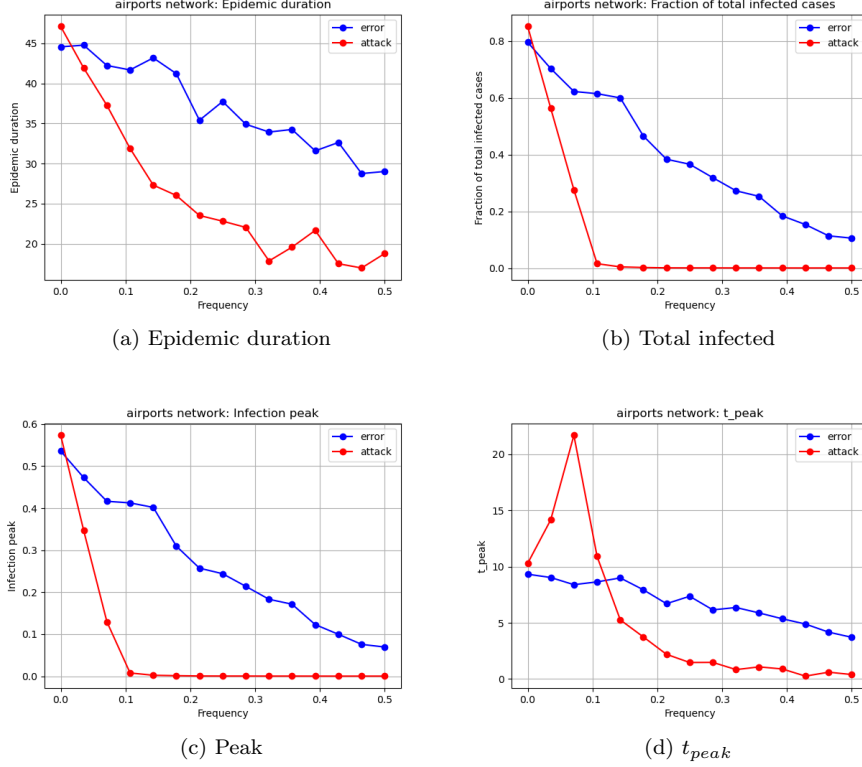 airports network: Epidemic duration
error
attack
45
40
35
30
25
20
Epidemic duration
0.0 0.1 0.2 0.3 0.4 0.5
Frequency
(a) Epidemic duration
airports network: Fraction of total infected cases
error
attack
0.8
0.6
0.4
0.2
0.0
Fraction of total infected cases
0.0 0.1 0.2 0.3 0.4 0.5
Frequency
(b) Total infected
airports network: Infection peak
error
attack
0.6
0.5
0.4
0.3
0.2
0.1
0.0
Infection peak
0.0 0.1 0.2 0.3 0.4 0.5
Frequency
(c) Peak
airports network: t_peak
error
attack
20
15
10
5
0
t_peak
0.0 0.1 0.2 0.3 0.4 0.5
Frequency
(d) t_{peak}